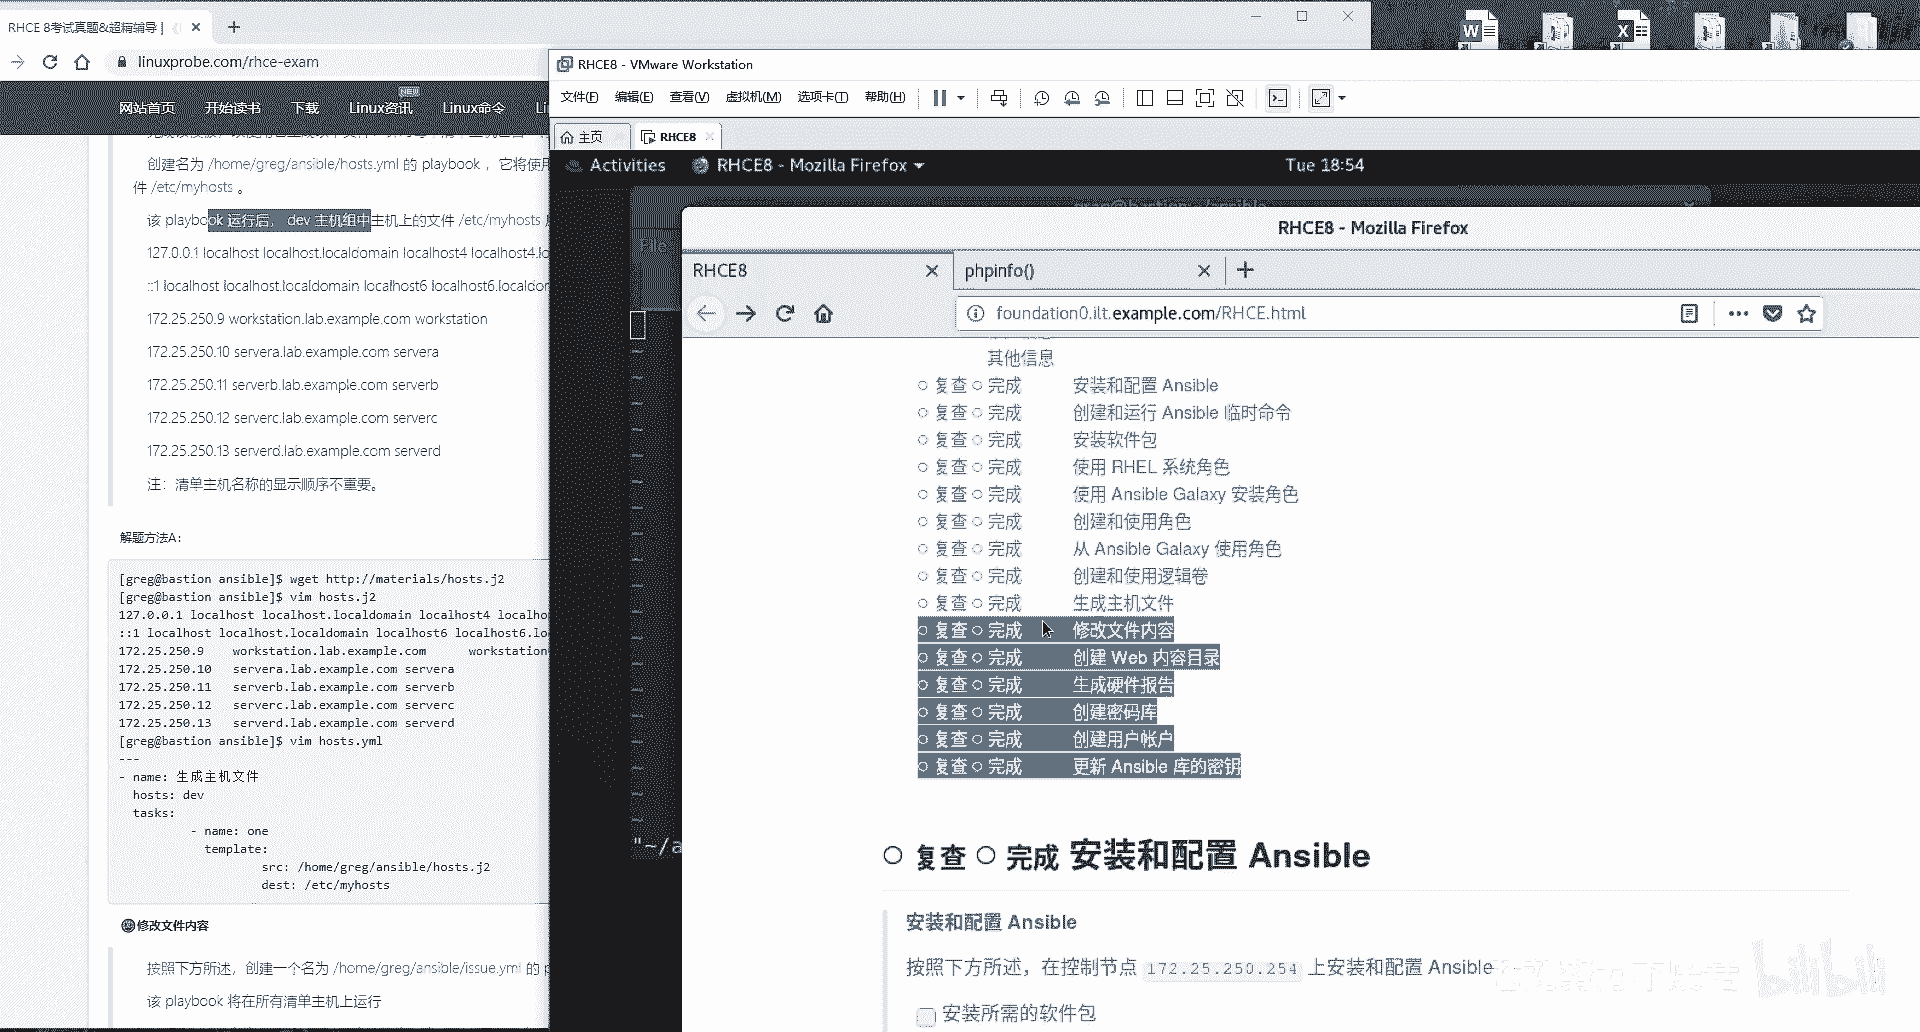 RHCE 8考试真题&超精辅导 |
linuxprobe.com/rhce-exam
网站首页 开始读书 下载 Linux资讯 NEW Linux命令
创建名为 /home/greg/ansible/hosts.yml 的 playbook ，它将使用
件 /etc/myhosts 。
该 playbook 运行后， dev 主机组中主机上的文件 /etc/myhosts
127.0.0.1 localhost localhost.localdomain localhost4
::1 localhost localhost.localdomain localhost6
172.25.250.9 workstation.lab.example.com workstation
172.25.250.10 servera.lab.example.com servera
172.25.250.11 serverb.lab.example.com serverb
172.25.250.12 serverc.lab.example.com serverc
172.25.250.13 serverd.lab.example.com serverd
注：清单主机名称的显示顺序不重要。
解题方法A:
[greg@bastion ansible]$ wget http://materials/hosts.j2
[greg@bastion ansible]$ vim hosts.j2
127.0.0.1 localhost localhost.localdomain localhost4
::1 localhost localhost.localdomain localhost6
172.25.250.9 workstation.lab.example.com workstation
172.25.250.10 servera.lab.example.com servera
172.25.250.11 serverb.lab.example.com serverb
172.25.250.12 serverc.lab.example.com serverc
172.25.250.13 serverd.lab.example.com serverd
[greg@bastion ansible]$ vim hosts.yml
---
- name: 生成主机文件
hosts: dev
tasks:
- name: one
template:
src: /home/greg/ansible/hosts.j2
dest: /etc/myhosts
修改文件内容
按照下方所述，创建一个名为 /home/greg/ansible/issue.yml 的
该 playbook 将在所有清单主机上运行
RHCE8 - VMware Workstation
文件(F) 编辑(E) 查看(V) 虚拟机(M) 选项卡(T) 帮助(H)
主页 RHCE8
Activities RHCE8 - Mozilla Firefox Tue 18:54
File
RHCE8 - Mozilla Firefox
RHCE8 phpinfo()
foundation0.ilt.example.com/RHCE.html
其他信息
复查 完成 安装和配置 Ansible
复查 完成 创建和运行 Ansible 临时命令
复查 完成 安装软件包
复查 完成 使用 RHEL 系统角色
复查 完成 使用 Ansible Galaxy 安装角色
复查 完成 创建和使用角色
复查 完成 从 Ansible Galaxy 使用角色
复查 完成 创建和使用逻辑卷
复查 完成 生成主机文件
复查 完成 修改文件内容
复查 完成 创建 Web 内容目录
复查 完成 生成硬件报告
复查 完成 创建密码库
复查 完成 创建用户帐户
复查 完成 更新 Ansible 库的密钥
"~/a
复查 完成 安装和配置 Ansible
安装和配置 Ansible
按照下方所述，在控制节点 172.25.250.254 上安装和配置 Ansible
安装所需的软件包
bilibili